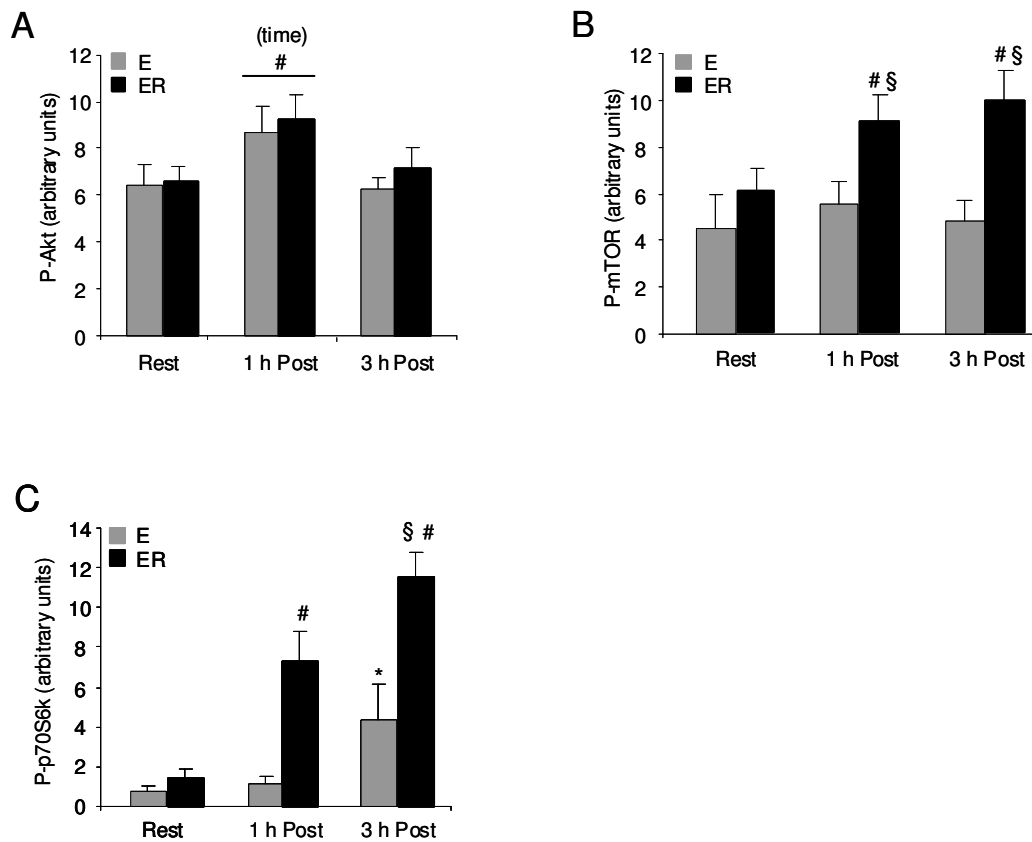 A
(time)
#
E
ER
P-Akt (arbitrary units)
12
10
8
6
4
2
0
Rest
1 h Post
3 h Post
B
E
ER
# §
# §
P-mTOR (arbitrary units)
12
10
8
6
4
2
0
Rest
1 h Post
3 h Post
C
E
ER
§ #
#
*
P-p70S6k (arbitrary units)
14
12
10
8
6
4
2
0
Rest
1 h Post
3 h Post